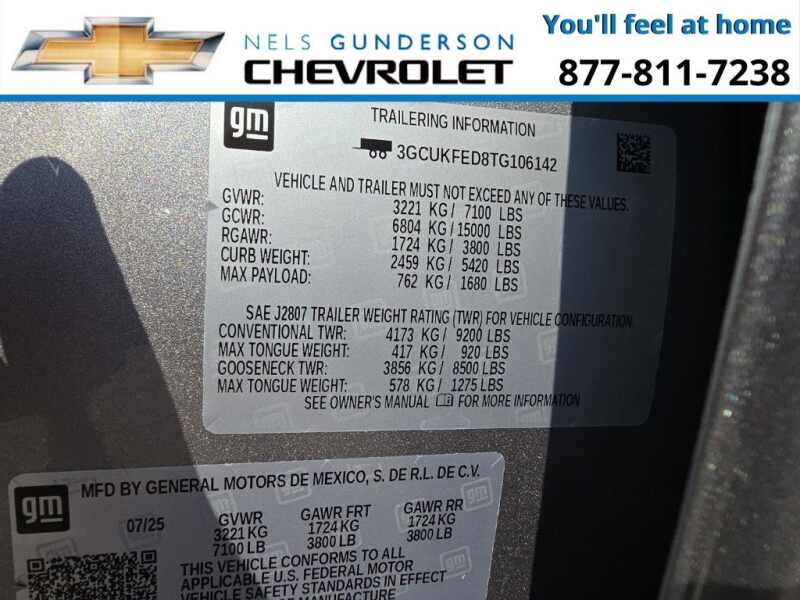 NELS GUNDERSON
CHEVROLET
You'll feel at home
877-811-7238
gm
TRAILERING INFORMATION
3GCUKFED8TG106142
VEHICLE AND TRAILER MUST NOT EXCEED ANY OF THESE VALUES.
GVWR: 3221 KG/ 7100 LBS
GCWR: 6804 KG/15000 LBS
RGAWR: 1724 KG/ 3800 LBS
CURB WEIGHT: 2459 KG/ 5420 LBS
MAX PAYLOAD: 762 KG/ 1680 LBS
SAE J2807 TRAILER WEIGHT RATING (TWR) FOR VEHICLE CONFIGURATION.
CONVENTIONAL TWR: 4173 KG/ 9200 LBS
MAX TONGUE WEIGHT: 417 KG/ 920 LBS
GOOSENECK TWR: 3856 KG/ 8500 LBS
MAX TONGUE WEIGHT: 578 KG/ 1275 LBS
SEE OWNER'S MANUAL FOR MORE INFORMATION
gm
MFD BY GENERAL MOTORS DE MEXICO, S. DE R.L. DE C.V.
07/25 GVWR GAWR FRT GAWR RR
3221 KG 1724 KG 1724 KG
7100 LB 3800 LB 3800 LB
THIS VEHICLE CONFORMS TO ALL
APPLICABLE U.S. FEDERAL MOTOR
VEHICLE SAFETY STANDARDS IN EFFECT